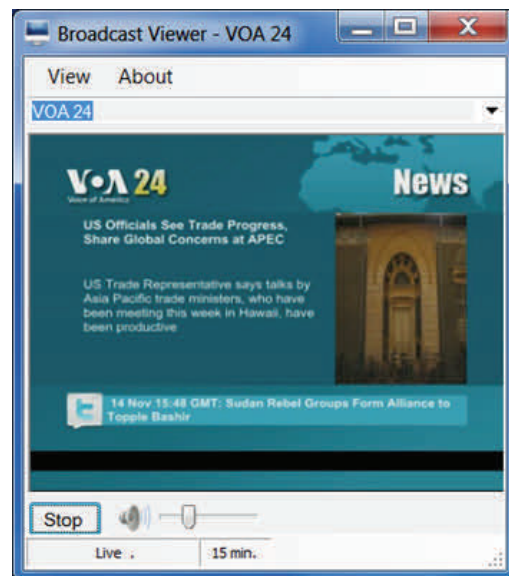 Broadcast Viewer - VOA 24
View About
VOA 24
VOA 24
Voice of America
News
US Officials See Trade Progress,
Share Global Concerns at APEC
US Trade Representative says talks by
Asia Pacific trade ministers, who have
been meeting this week in Hawaii, have
been productive
14 Nov 15:48 GMT: Sudan Rebel Groups Form Alliance to
Topple Bashir
Stop
Live .
15 min.